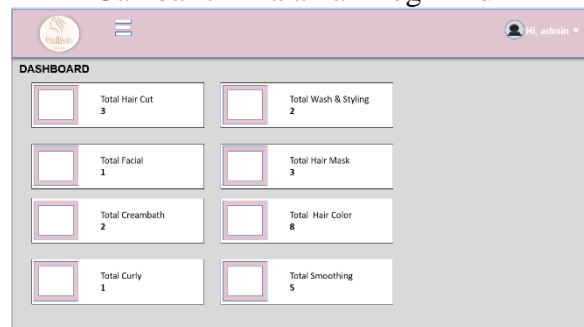 Callista
Hi, admin
DASHBOARD
Total Hair Cut
3
Total Wash & Styling
2
Total Facial
1
Total Hair Mask
3
Total Creambath
2
Total Hair Color
8
Total Curly
1
Total Smoothing
5